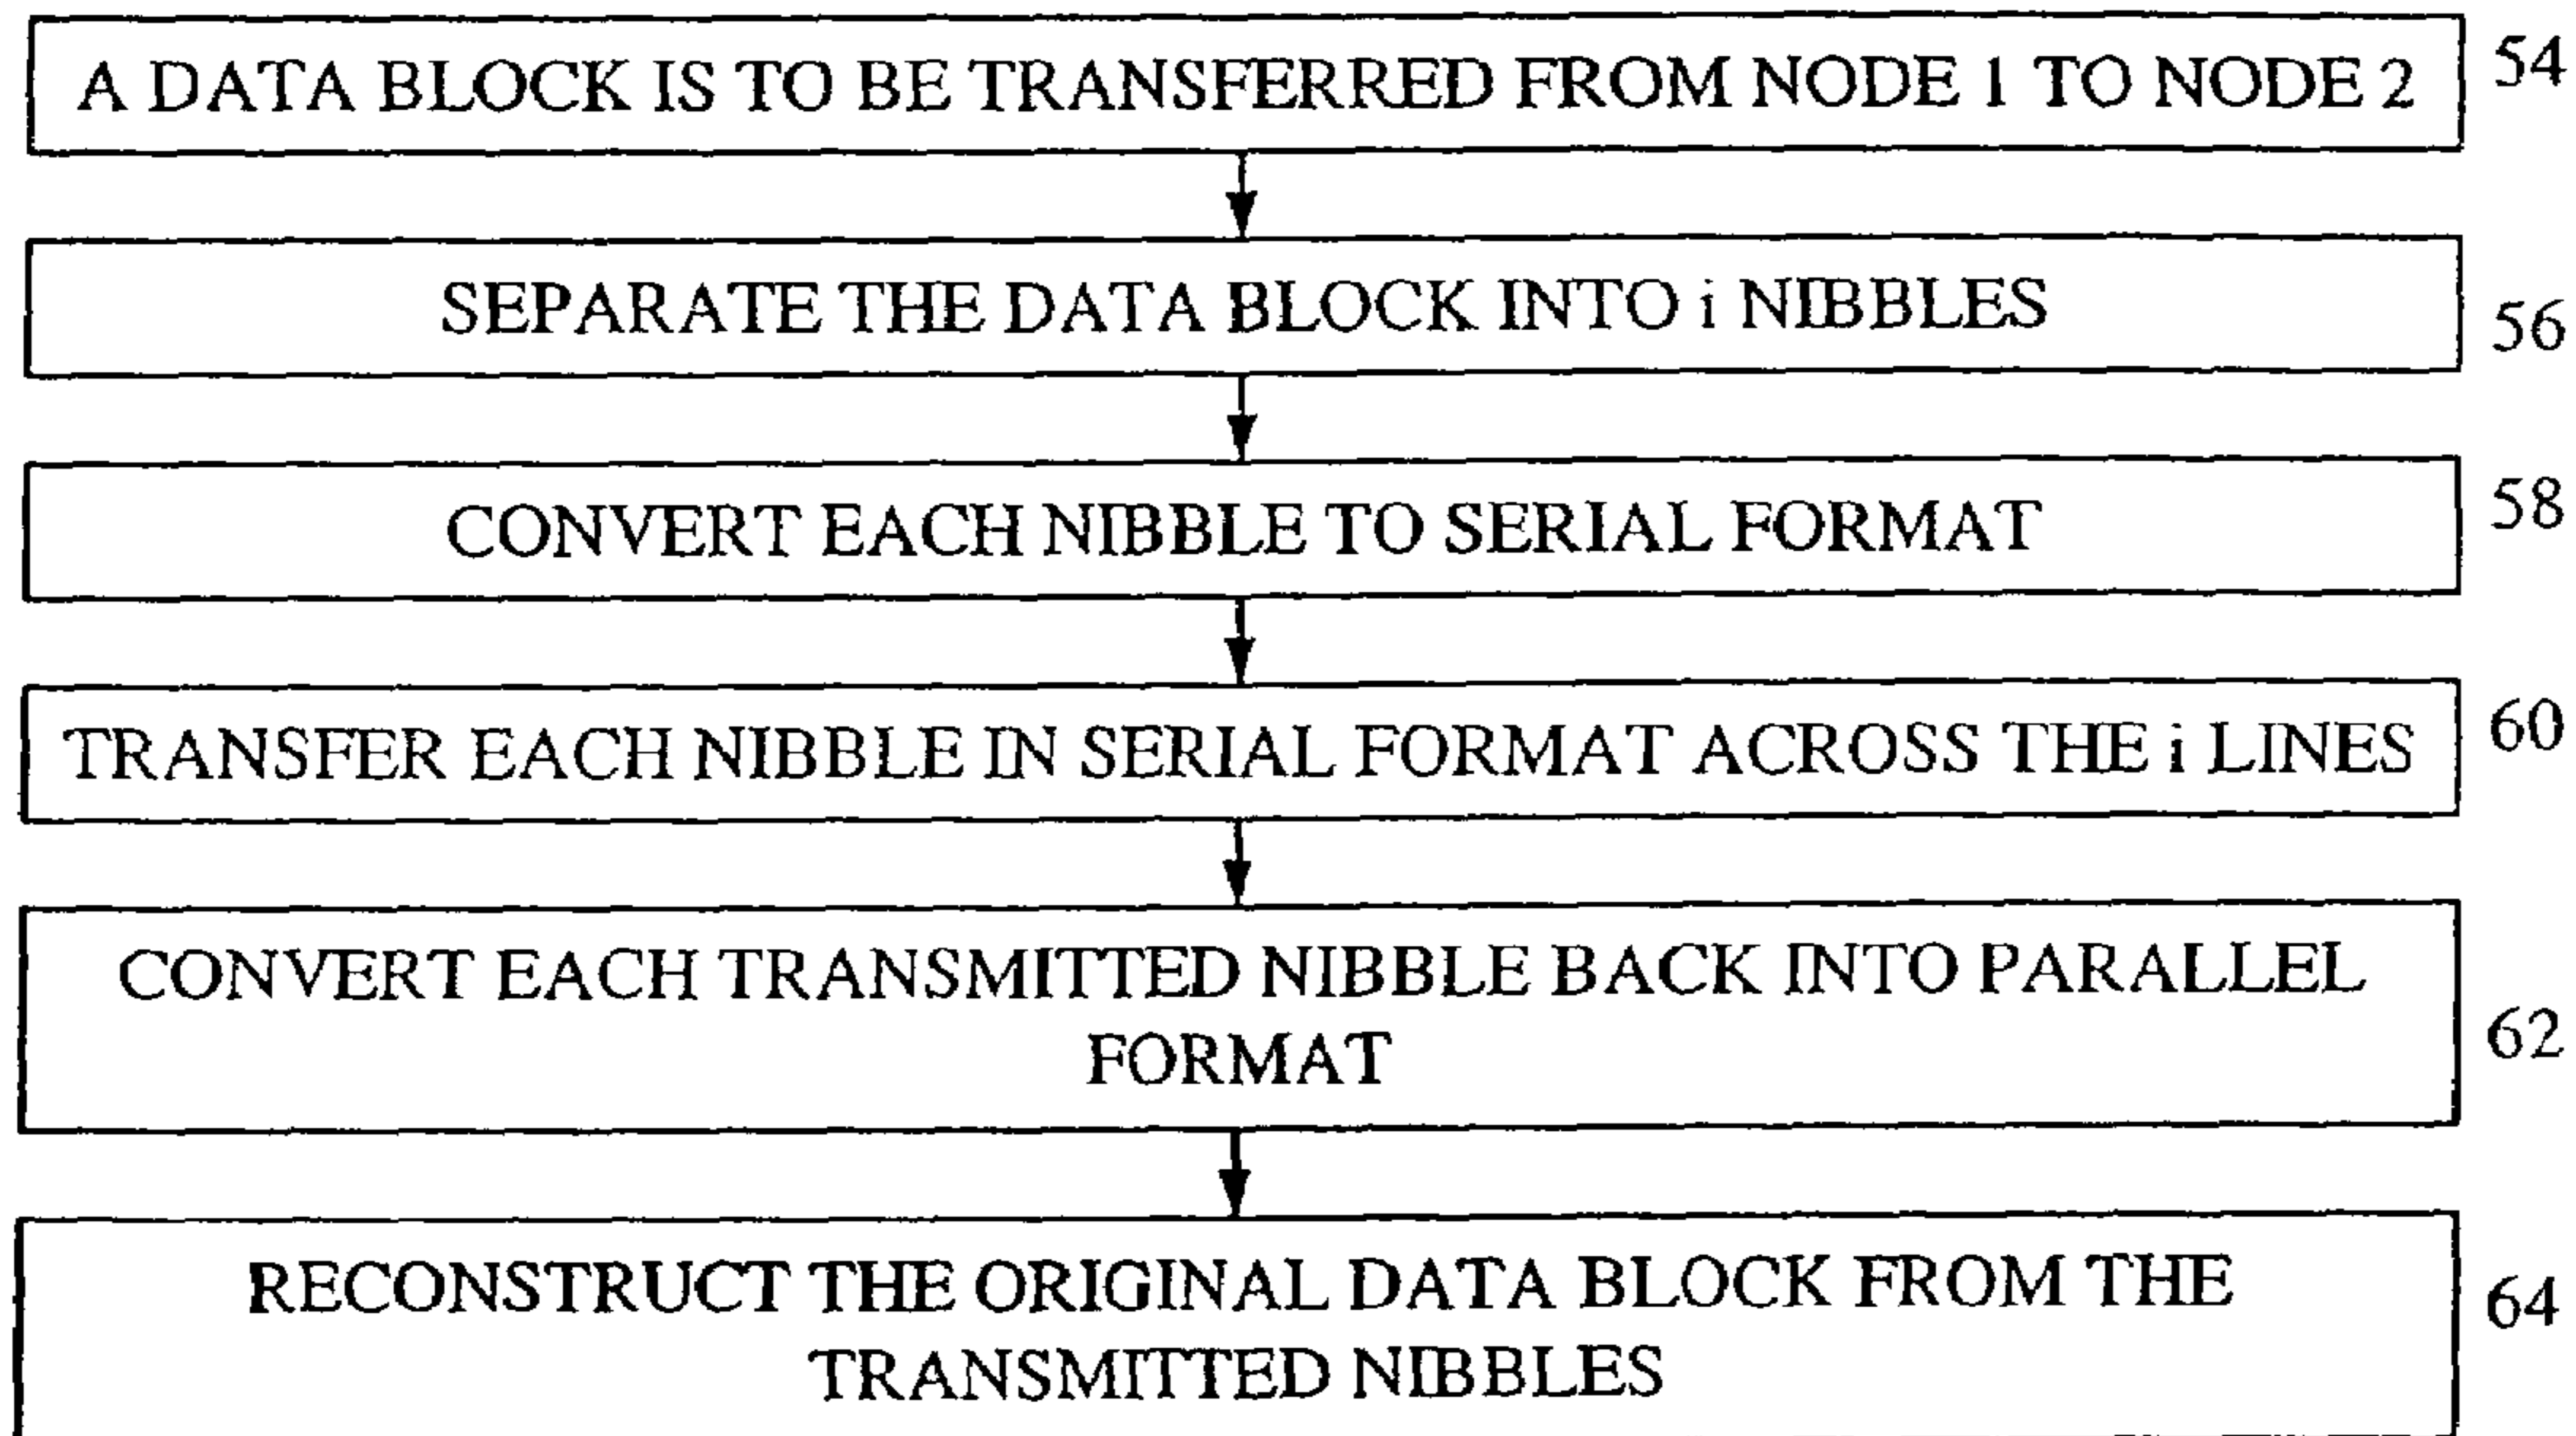 A DATA BLOCK IS TO BE TRANSFERRED FROM NODE 1 TO NODE 2
54
SEPARATE THE DATA BLOCK INTO i NIBBLES
56
CONVERT EACH NIBBLE TO SERIAL FORMAT
58
TRANSFER EACH NIBBLE IN SERIAL FORMAT ACROSS THE i LINES
60
CONVERT EACH TRANSMITTED NIBBLE BACK INTO PARALLEL
FORMAT
62
RECONSTRUCT THE ORIGINAL DATA BLOCK FROM THE
TRANSMITTED NIBBLES
64